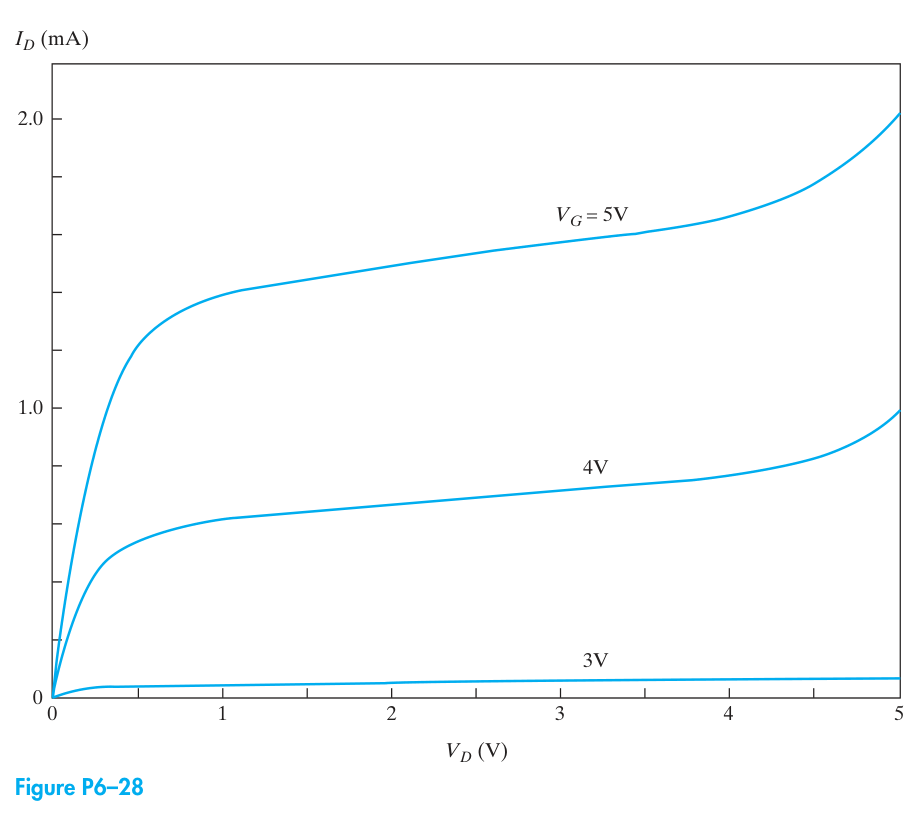 I_D (mA)
2.0
V_G = 5V
1.0
4V
3V
0
0 1 2 3 4 5
V_D (V)
Figure P6–28